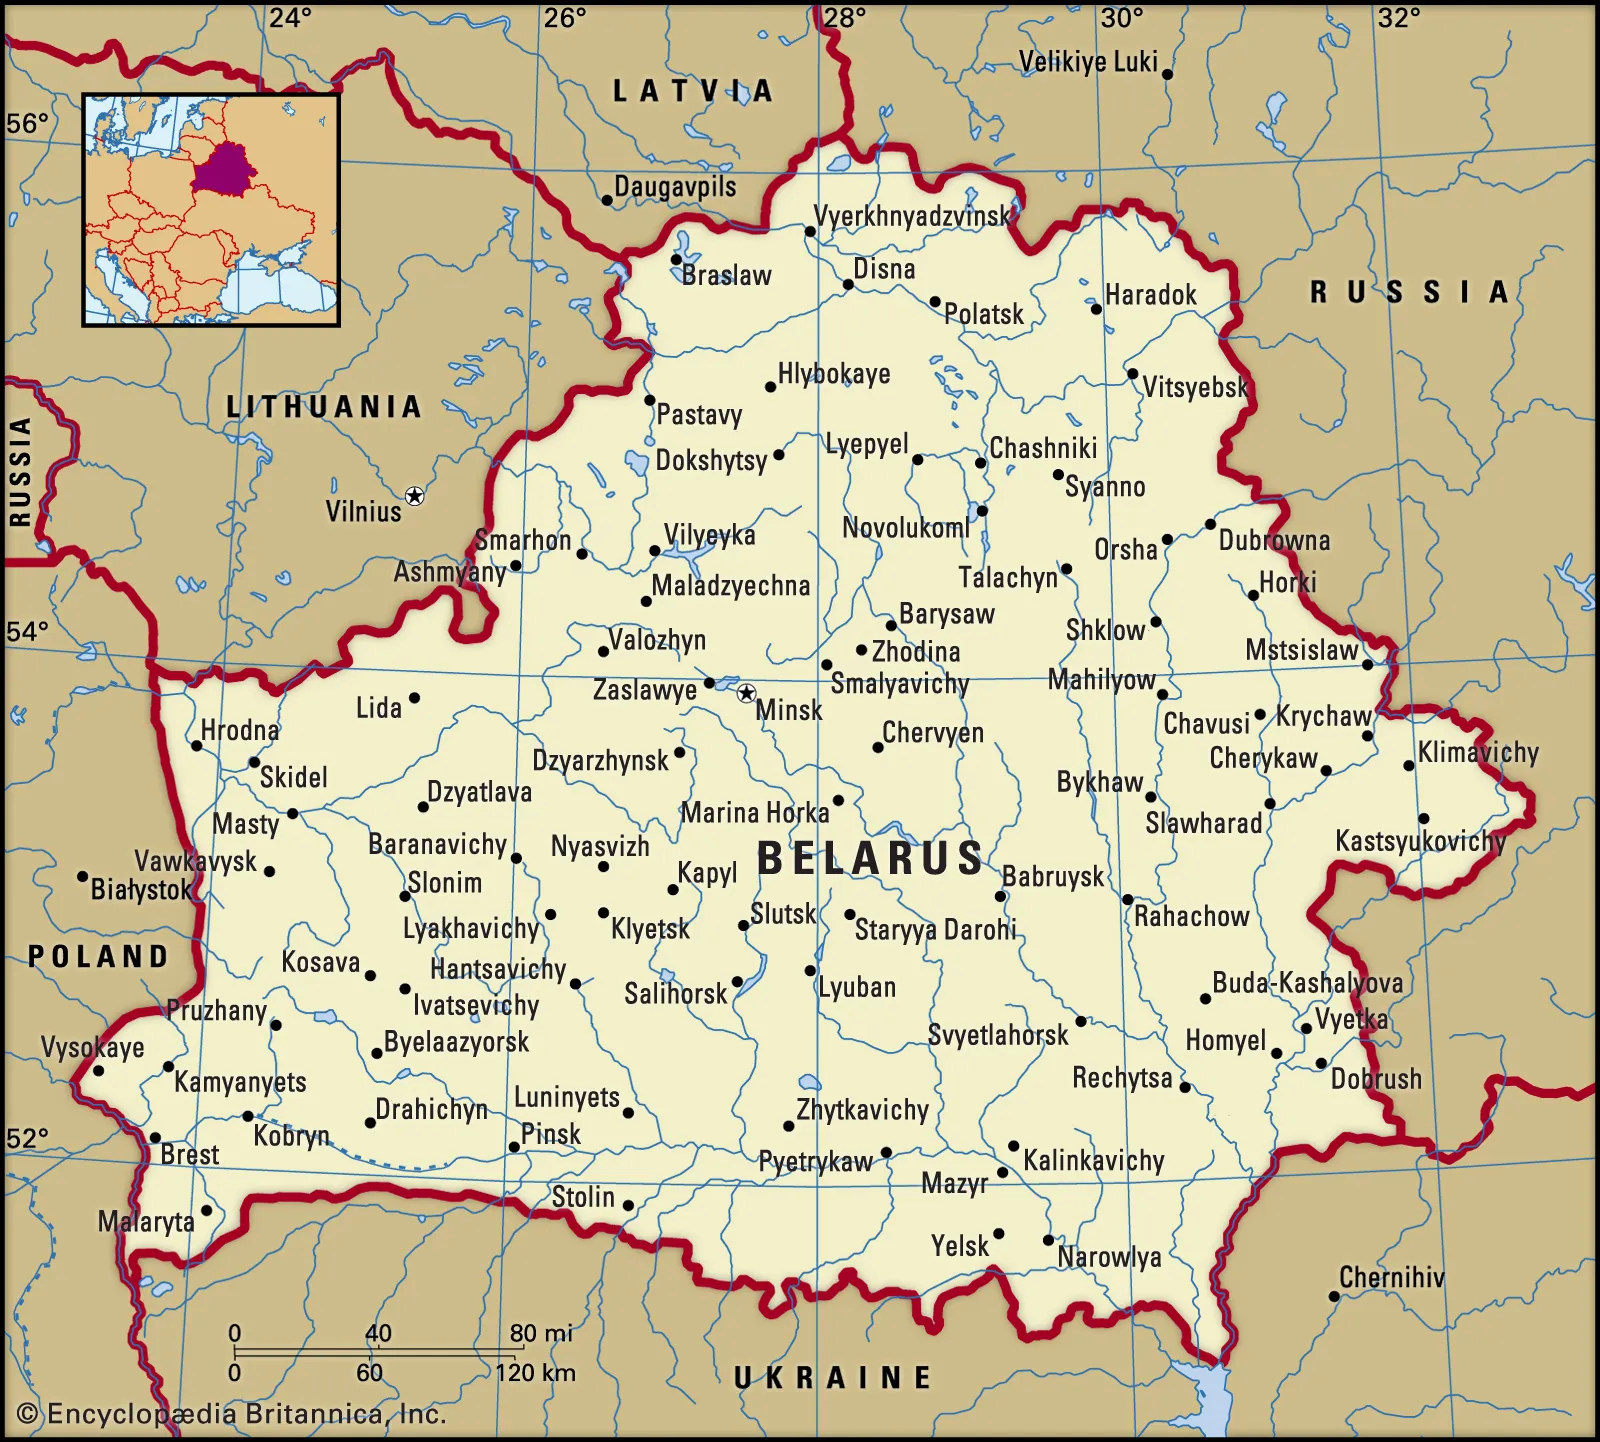 24°
26°
28°
30°
32°
Velikiye Luki
LATVIA
56°
Daugavpils
Vyerkhnyadzvinsk
Braslaw
Disna
Polatsk
Haradok
RUSSIA
Hlybokaye
Vitsyebsk
LITHUANIA
Pastavy
RUSSIA
Lyepyel
Chashniki
Dokshytsy
Syanno
Vilnius
Novolukoml
Smarhon
Vilyeyka
Orsha
Dubrowna
Ashmyany
Maladzyechna
Talachyn
Horki
Barysaw
54°
Valozhyn
Zhodina
Shklow
Mstsislaw
Zaslawye
Smalyavichy
Mahilyow
Lida
Minsk
Chavusi
Krychaw
Hrodna
Chervyen
Cherykaw
Klimavichy
Dzyarzhynsk
Skidel
Dzyatlava
Bykhaw
Marina Horka
Masty
Slawharad
Baranavichy
Nyasvizh
Kastsyukovichy
BELARUS
Vawkavysk
Kapyl
Babruysk
Białystok
Slonim
Slutsk
Rahachow
Lyakhavichy
Klyetsk
Staryya Darohi
POLAND
Kosava
Hantsavichy
Salihorsk
Lyuban
Buda-Kashalyova
Ivatsevichy
Pruzhany
Vyetka
Svyetlahorsk
Homyel
Vysokaye
Byelaazyorsk
Kamyanyets
Rechytsa
Dobrush
Luninyets
Drahichyn
Zhytkavichy
Kobryn
Pinsk
52°
Brest
Pyetrykaw
Kalinkavichy
Mazyr
Stolin
Malaryta
Yelsk
Narowlya
Chernihiv
0 40 80 mi
0 60 120 km
UKRAINE
© Encyclopædia Britannica, Inc.